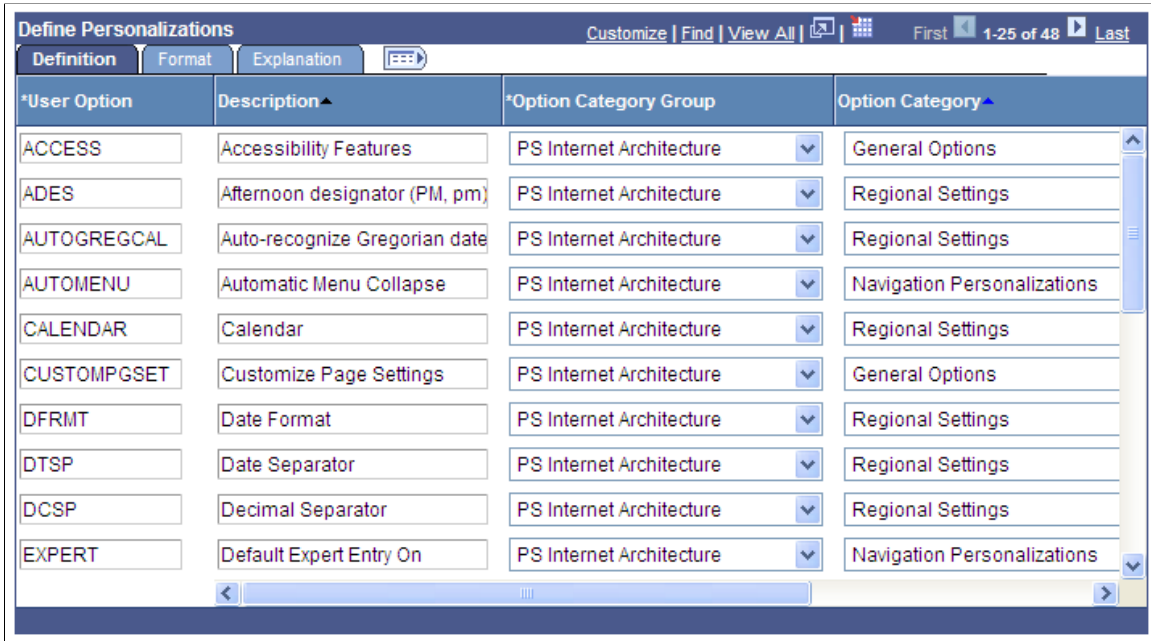 Define Personalizations Customize | Find | View All | | First 1-25 of 48 Last
Definition Format Explanation
*User Option Description *Option Category Group Option Category
ACCESS Accessibility Features PS Internet Architecture General Options
ADES Afternoon designator (PM, pm) PS Internet Architecture Regional Settings
AUTOGREGCAL Auto-recognize Gregorian date PS Internet Architecture Regional Settings
AUTOMENU Automatic Menu Collapse PS Internet Architecture Navigation Personalizations
CALENDAR Calendar PS Internet Architecture Regional Settings
CUSTOMPGSET Customize Page Settings PS Internet Architecture General Options
DFRMT Date Format PS Internet Architecture Regional Settings
DTSP Date Separator PS Internet Architecture Regional Settings
DCSP Decimal Separator PS Internet Architecture Regional Settings
EXPERT Default Expert Entry On PS Internet Architecture Navigation Personalizations